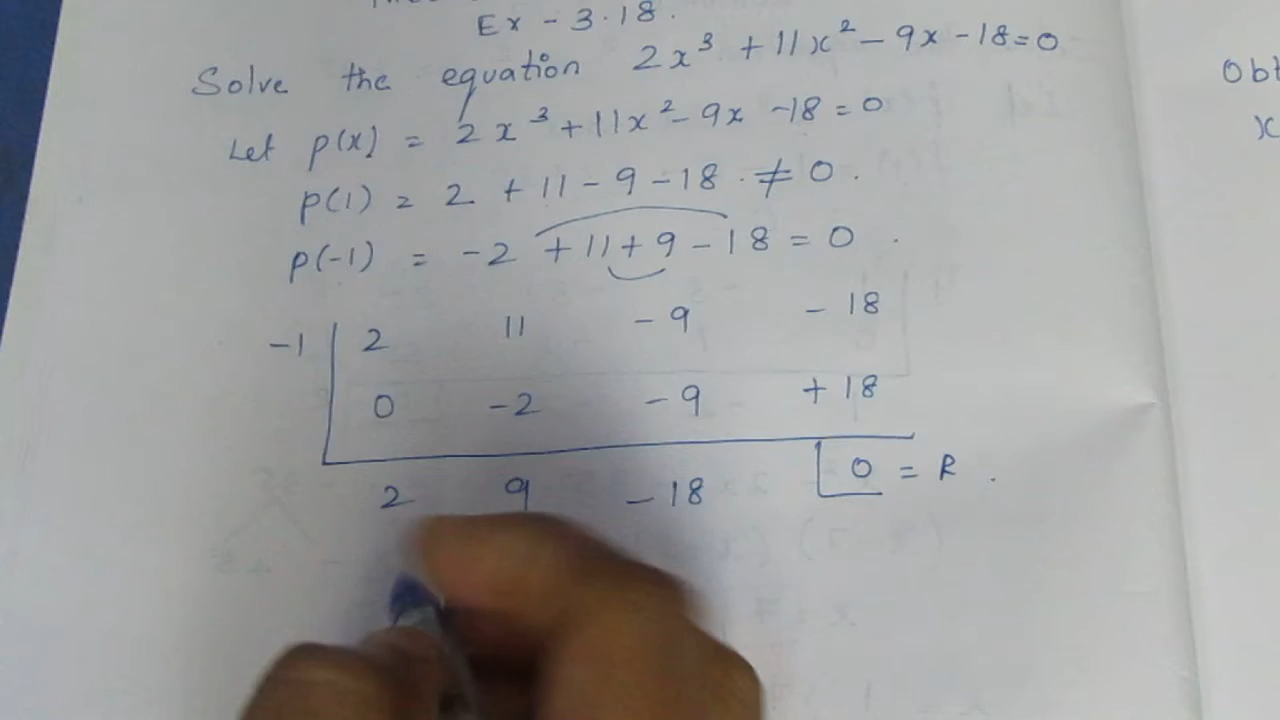 Ex - 3.18.
Solve the equation 2x³ + 11x² - 9x - 18 = 0
Let p(x) = 2x³ + 11x² - 9x - 18 = 0
p(1) = 2 + 11 - 9 - 18 ≠ 0.
p(-1) = -2 + 11 + 9 - 18 = 0.
-1 | 2 11 -9 -18
0 -2 -9 +18
2 9 -18 0 = R.
Obt
x